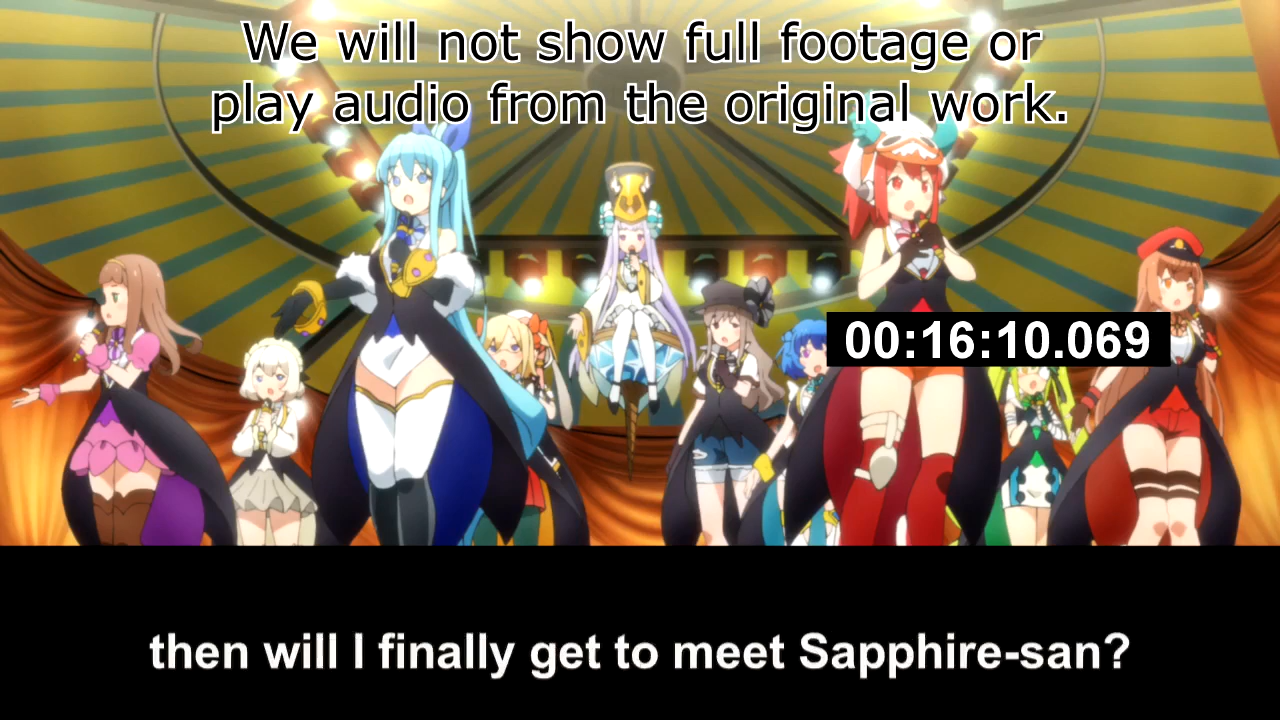 We will not show full footage or
play audio from the original work.
00:16:10.069
then will I finally get to meet Sapphire-san?